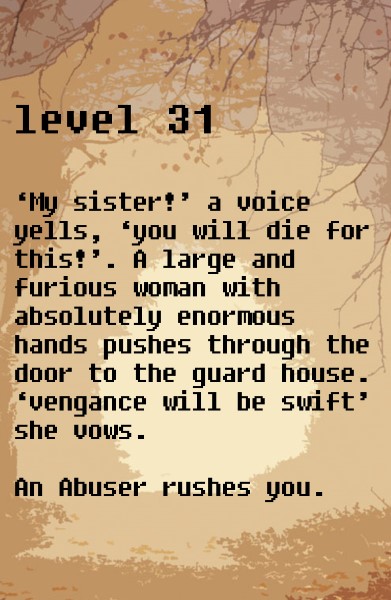 level 31
‘My sister!’ a voice
yells, ‘you will die for
this!’. A large and
furious woman with
absolutely enormous
hands pushes through the
door to the guard house.
‘vengance will be swift’
she vows.
An Abuser rushes you.